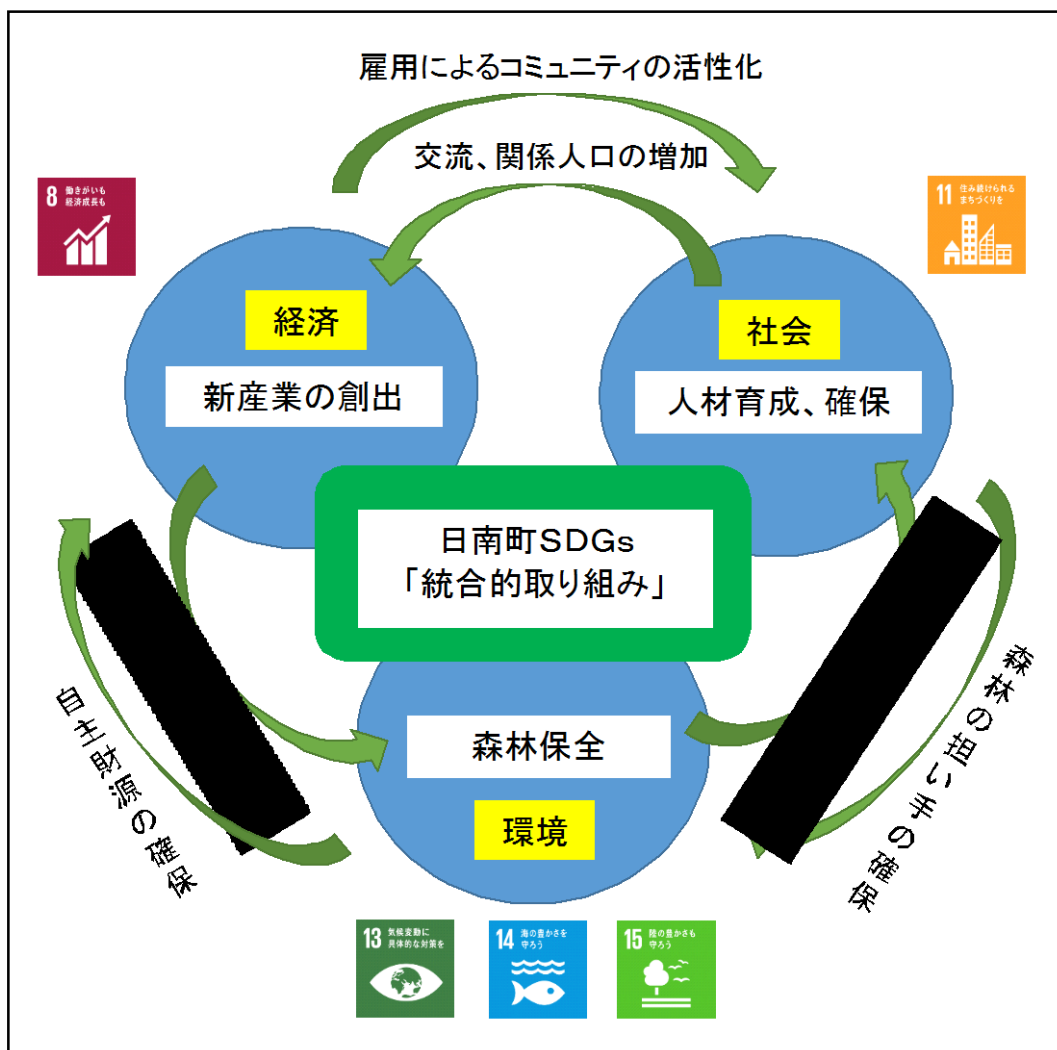 雇用によるコミュニティの活性化
交流、関係人口の増加
8 働きがいも
経済成長も
11 住み続けられる
まちづくりを
経済
新産業の創出
社会
人材育成、確保
日南町SDGs
「統合的取り組み」
自主財源の確保
森林の担い手の確保
森林保全
環境
13 気候変動に
具体的な対策を
14 海の豊かさを
守ろう
15 陸の豊かさも
守ろう